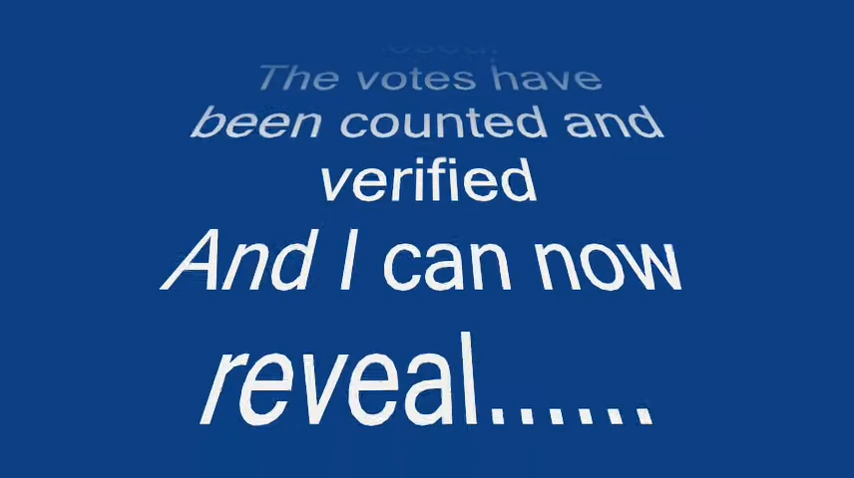 The votes have
been counted and
verified
And I can now
reveal......